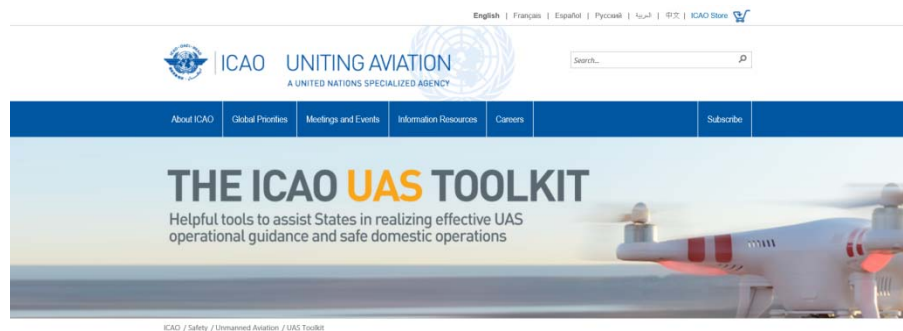 English | Français | Español | Русский | العربية | 中文 | ICAO Store
ICAO UNITING AVIATION
A UNITED NATIONS SPECIALIZED AGENCY
Search...
About ICAO Global Priorities Meetings and Events Information Resources Careers Subscribe
THE ICAO UAS TOOLKIT
Helpful tools to assist States in realizing effective UAS
operational guidance and safe domestic operations
ICAO / Safety / Unmanned Aviation / UAS Toolkit